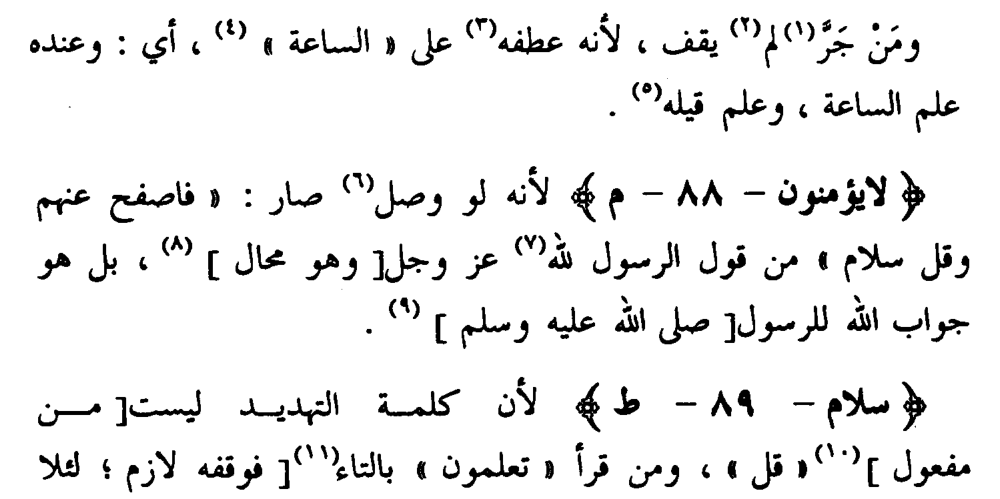 ومَنْ جَرَّ(١) لم(٢) يقف ، لأنه عطفه(٣) على « الساعة » (٤) ، أي : وعنده
علم الساعة ، وعلم قيله(٥) .
﴿ لايؤمنون – ٨٨ – م ﴾ لأنه لو وصل(٦) صار : « فاصفح عنهم
وقل سلام » من قول الرسول لله(٧) عز وجل[ وهو محال ] (٨) ، بل هو
جواب الله للرسول[ صلى الله عليه وسلم ] (٩) .
﴿ سلام – ٨٩ – ط ﴾ لأن كلمة التهديد ليست[ من
مفعول ](١٠) « قل » ، ومن قرأ « تعلمون » بالتاء(١١)[ فوقفه لازم ؛ لئلا